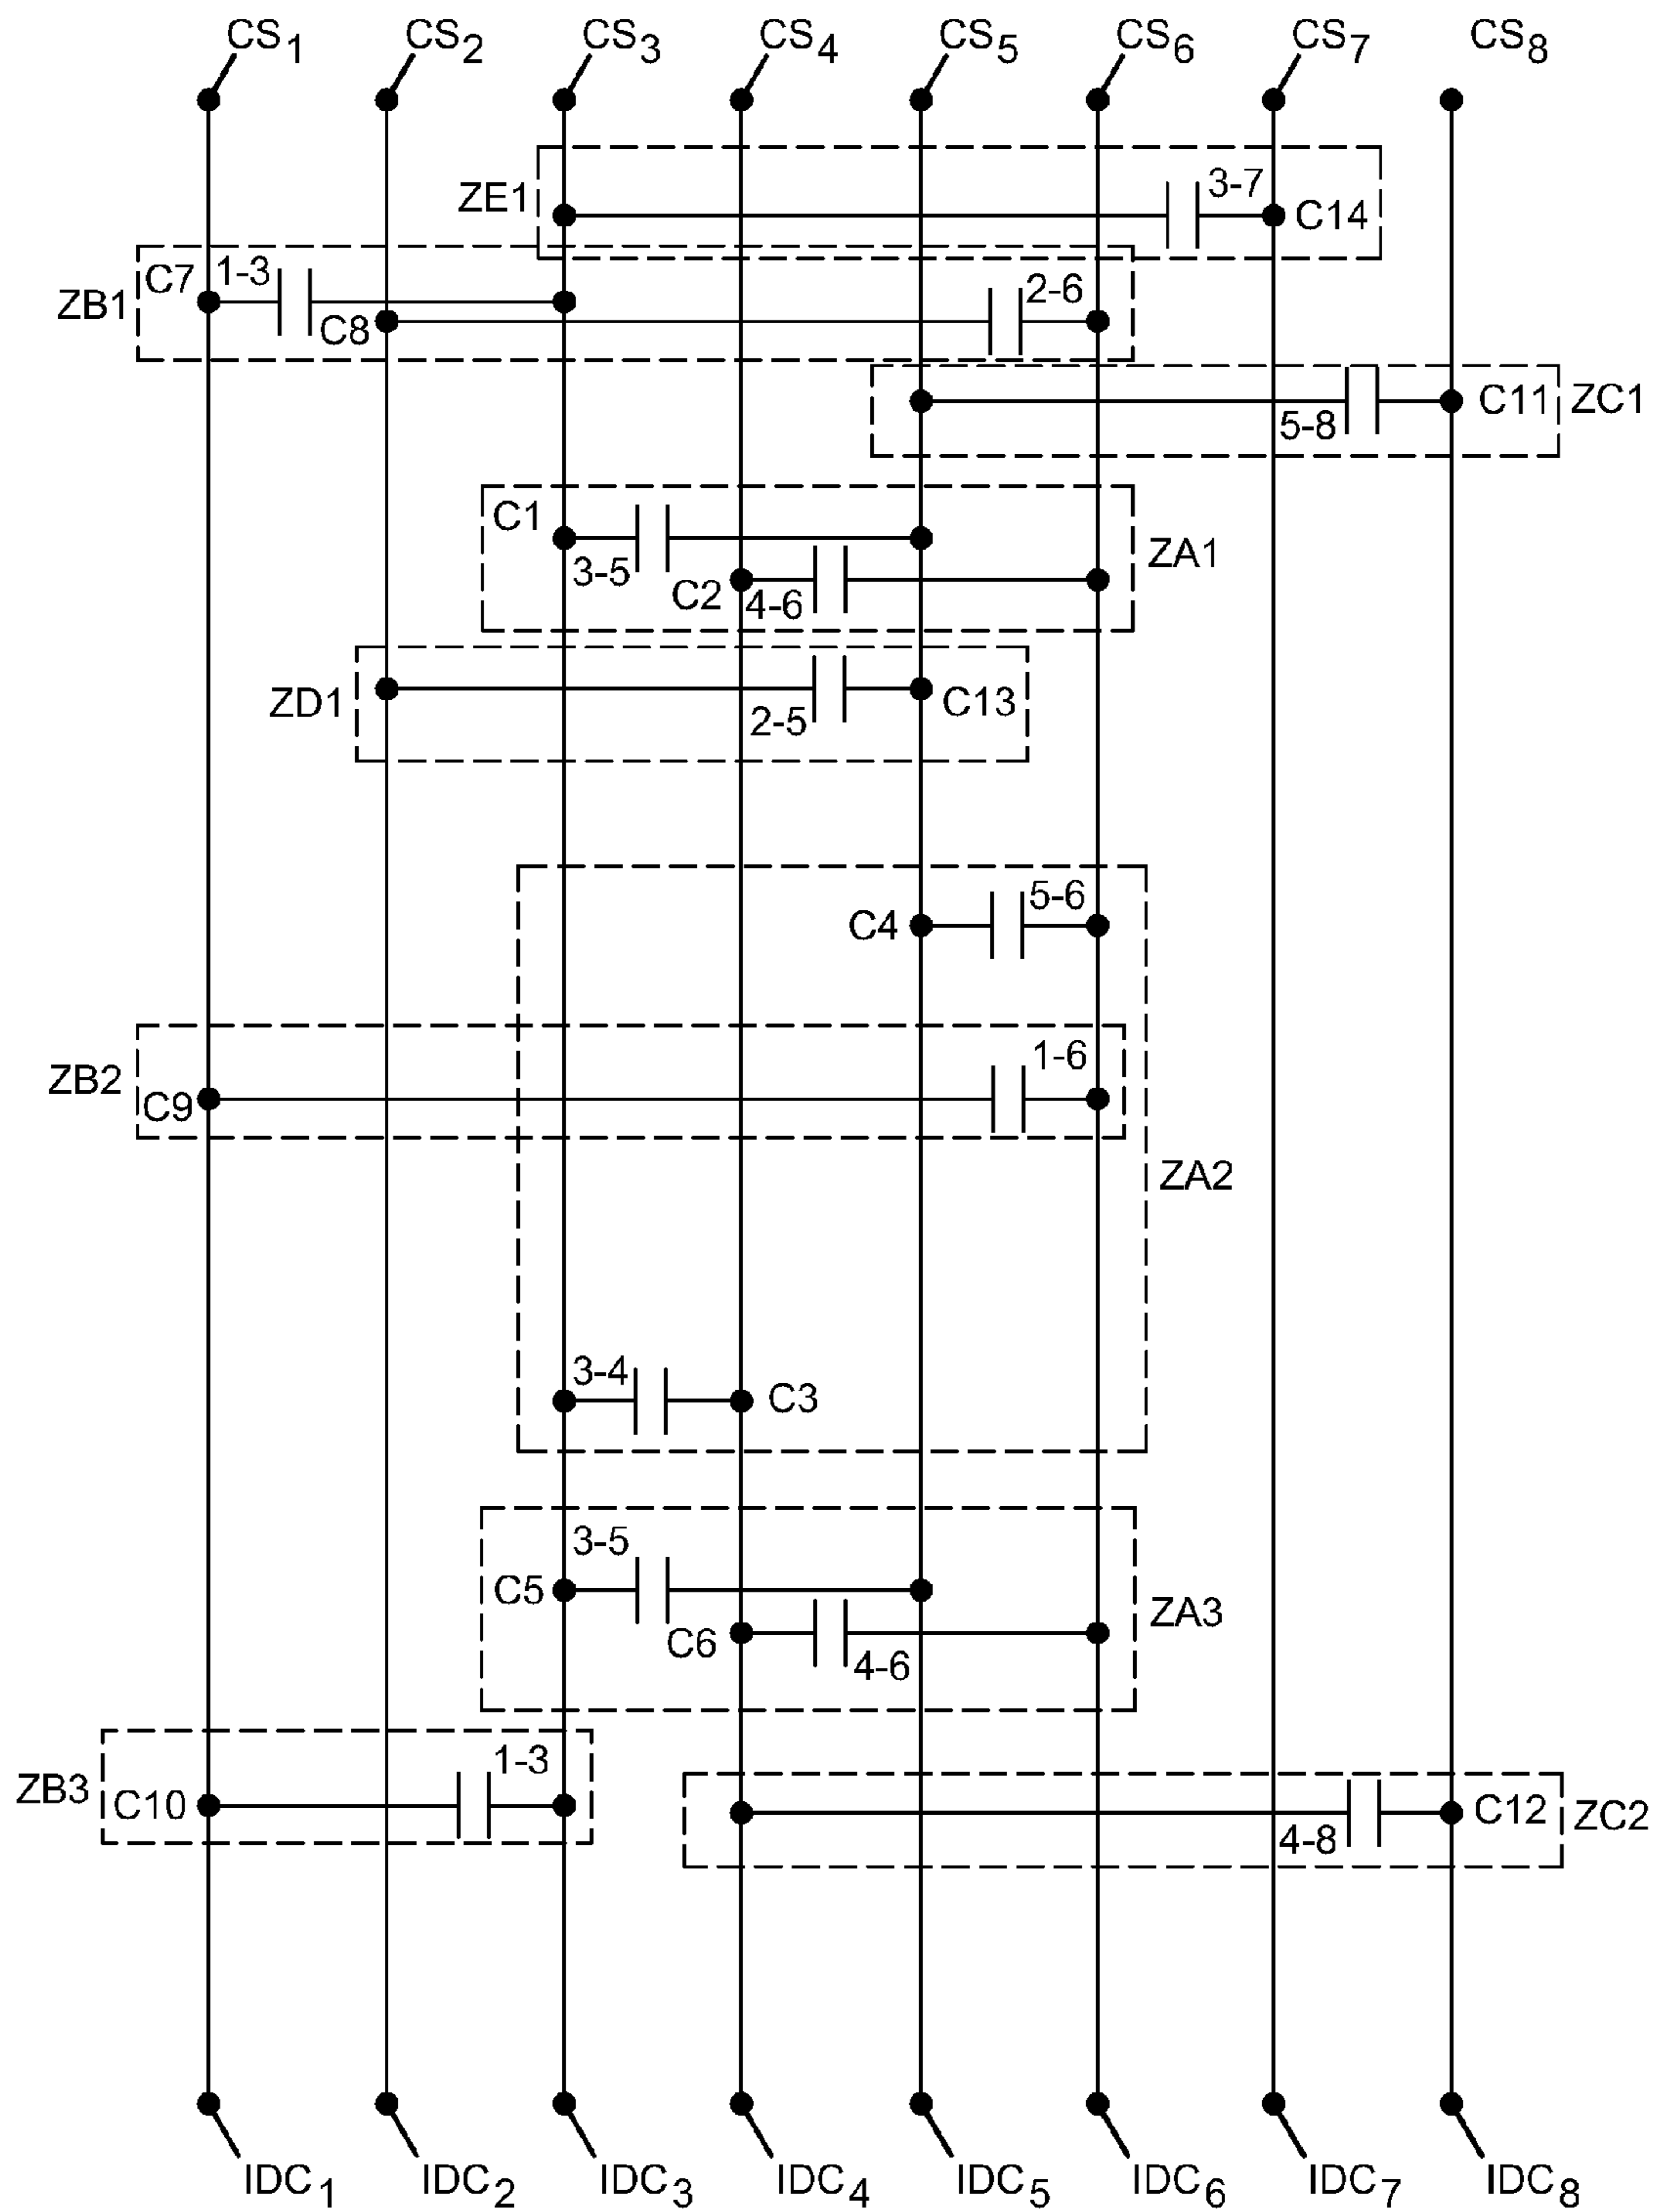 CS1 CS2 CS3 CS4 CS5 CS6 CS7 CS8
ZE1 3-7 C14
ZB1 C7 1-3 C8 2-6
5-8 C11 ZC1
C1 3-5 C2 4-6 ZA1
ZD1 2-5 C13
C4 5-6
ZB2 C9 1-6
ZA2
3-4 C3
C5 3-5 C6 4-6 ZA3
ZB3 C10 1-3
4-8 C12 ZC2
IDC1 IDC2 IDC3 IDC4 IDC5 IDC6 IDC7 IDC8